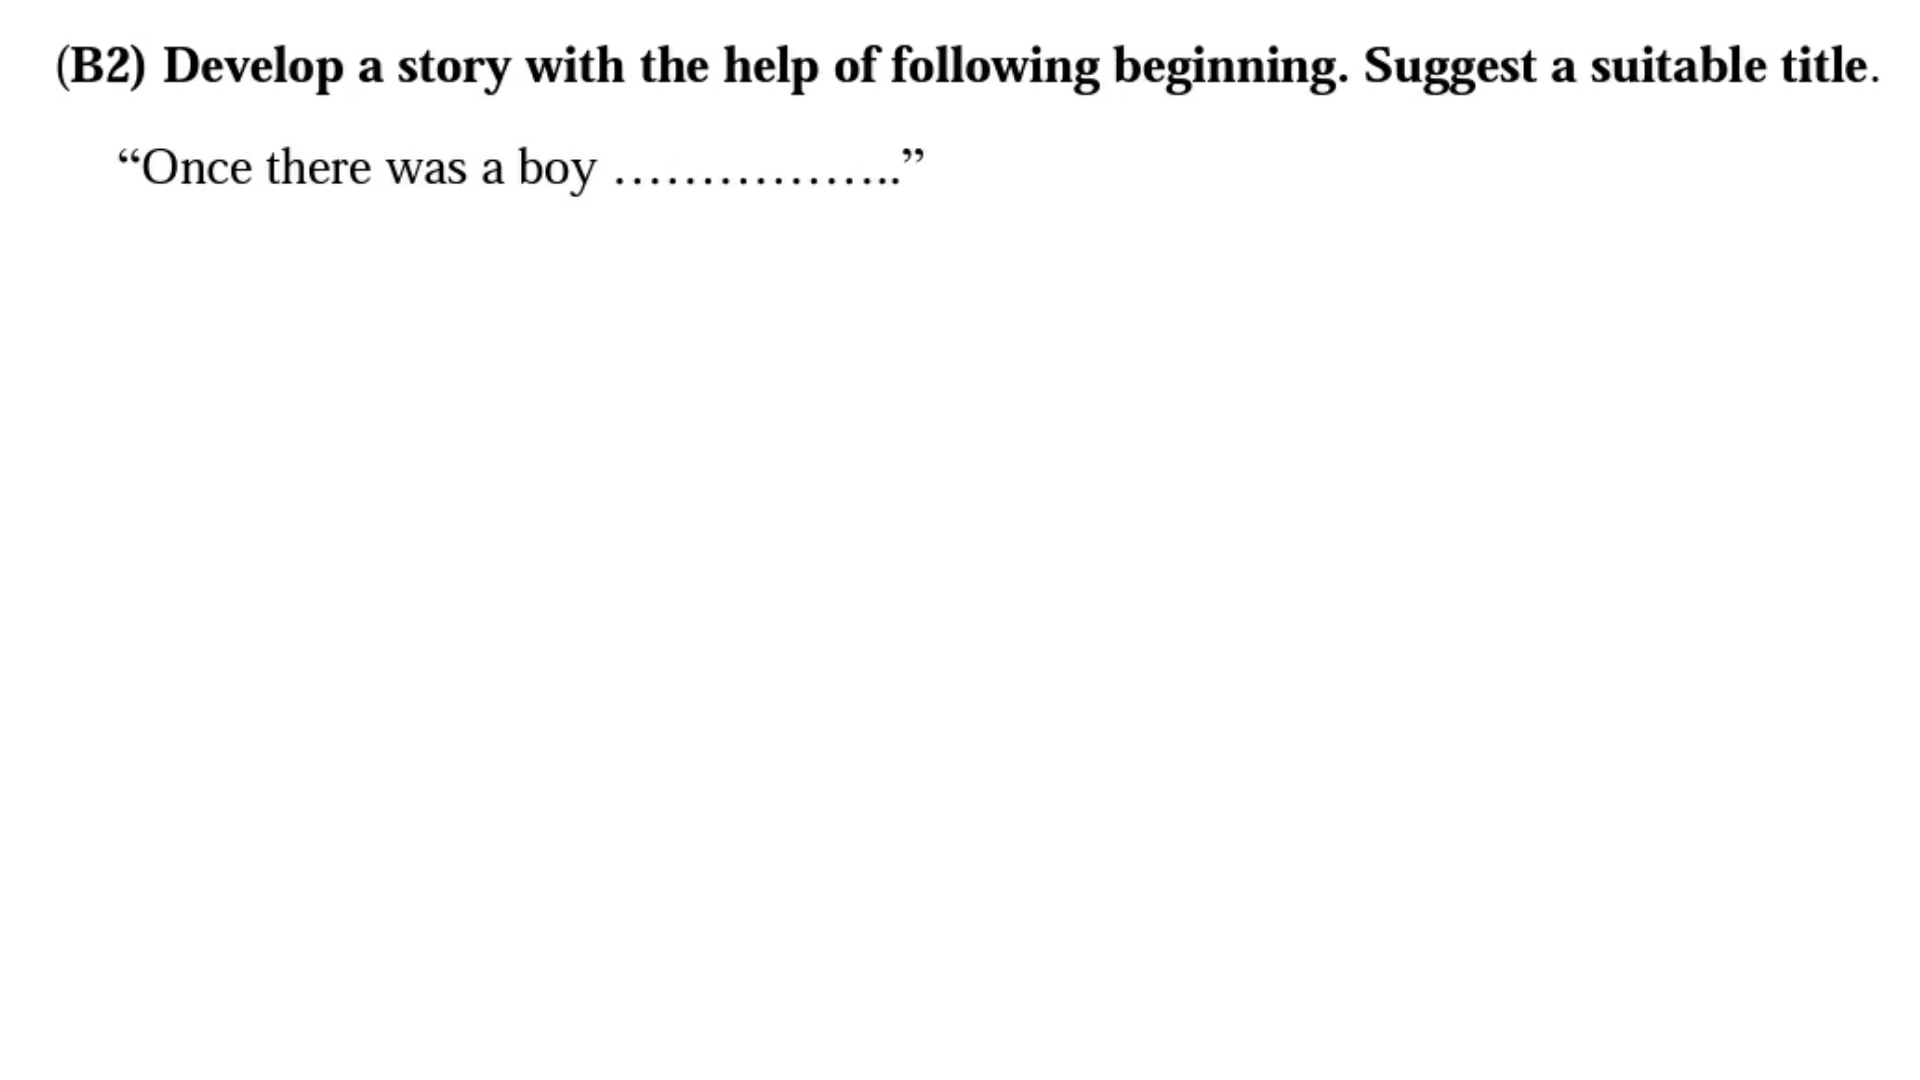 (B2) Develop a story with the help of following beginning. Suggest a suitable title.
“Once there was a boy ……………..”